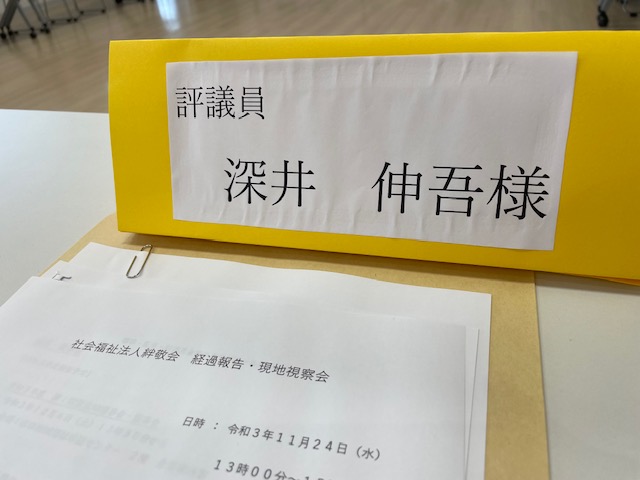 評議員
深井　伸吾様
社会福祉法人絆敬会　経過報告・現地視察会
日時 : 令和3年11月24日（水）
13時00分～1